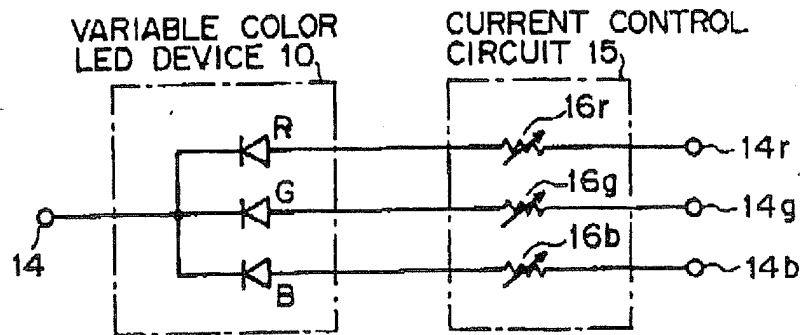 VARIABLE COLOR
LED DEVICE 10
CURRENT CONTROL
CIRCUIT 15
R
16r
14r
G
16g
14g
14
B
16b
14b